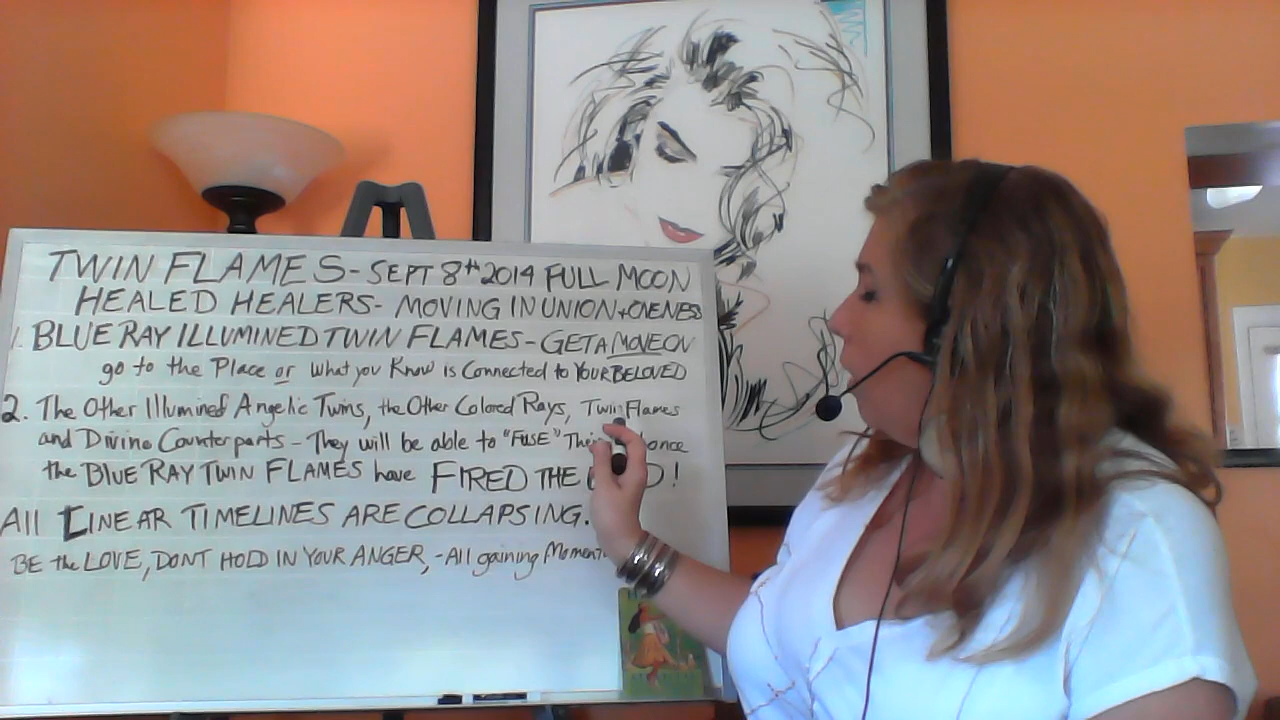 TWIN FLAMES - SEPT 8th 2014 FULL MOON
HEALED HEALERS - MOVING IN UNION + ONENESS
1. BLUE RAY ILLUMINED TWIN FLAMES - GET A MOVE ON
go to the Place or what you Know is Connected to YOUR BELOVED
2. The Other Illumined Angelic Twins, the Other Colored Rays, Twin Flames
and Divine Counterparts - They will be able to "FUSE" once
the BLUE RAY TWIN FLAMES have FIRED THE !
All LINEAR TIMELINES ARE COLLAPSING.
BE the LOVE, DONT HOLD IN YOUR ANGER, - All gaining